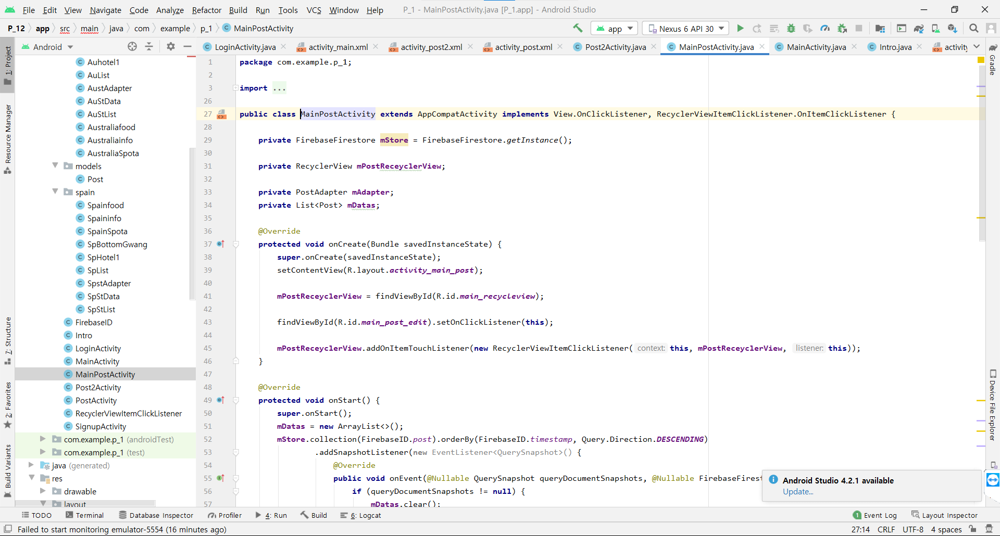 File Edit View Navigate Code Analyze Refactor Build Run Tools VCS Window Help P_1 - MainPostActivity.java [P_1.app] - Android Studio
P_12 app src main java com example p_1 MainPostActivity app Nexus 6 API 30
Android LoginActivity.java activity_main.xml activity_post2.xml activity_post.xml Post2Activity.java MainPostActivity.java MainActivity.java Intro.java activity
1: Project
Resource Manager
7: Structure
2: Favorites
Build Variants
Auhotel1
AuList
AustAdapter
AuStData
AuStList
Australiafood
Australiainfo
AustraliaSpota
models
Post
spain
Spainfood
Spaininfo
SpainSpota
SpBottomGwang
SpHotel1
SpList
SpstAdapter
SpStData
SpStList
FirebaseID
Intro
LoginActivity
MainActivity
MainPostActivity
Post2Activity
PostActivity
RecyclerViewItemClickListener
SignupActivity
com.example.p_1 (androidTest)
com.example.p_1 (test)
java (generated)
res
drawable
layout
1 package com.example.p_1;
2
3 import ...
26
27 public class MainPostActivity extends AppCompatActivity implements View.OnClickListener, RecyclerViewItemClickListener.OnItemClickListener {
28
29 private FirebaseFirestore mStore = FirebaseFirestore.getInstance();
30
31 private RecyclerView mPostReceyclerView;
32
33 private PostAdapter mAdapter;
34 private List<Post> mDatas;
35
36 @Override
37 protected void onCreate(Bundle savedInstanceState) {
38 super.onCreate(savedInstanceState);
39 setContentView(R.layout.activity_main_post);
40
41 mPostReceyclerView = findViewById(R.id.main_recycleview);
42
43 findViewById(R.id.main_post_edit).setOnClickListener(this);
44
45 mPostReceyclerView.addOnItemTouchListener(new RecyclerViewItemClickListener( context: this, mPostReceyclerView, listener: this));
46 }
47
48 @Override
49 protected void onStart() {
50 super.onStart();
51 mDatas = new ArrayList<>();
52 mStore.collection(FirebaseID.post).orderBy(FirebaseID.timestamp, Query.Direction.DESCENDING)
53 .addSnapshotListener(new EventListener<QuerySnapshot>() {
54 @Override
55 public void onEvent(@Nullable QuerySnapshot queryDocumentSnapshots, @Nullable FirebaseFirest
56 if (queryDocumentSnapshots != null) {
57 mDatas.clear();
Gradle
Device File Explorer
Android Studio 4.2.1 available
Update...
TODO Terminal Database Inspector Profiler 4: Run Build 6: Logcat 1 Event Log Layout Inspector
Failed to start monitoring emulator-5554 (16 minutes ago) 27:14 CRLF UTF-8 4 spaces